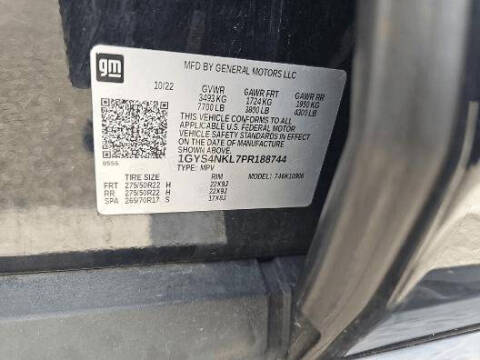 gm
MFD BY GENERAL MOTORS LLC
10/22 GVWR GAWR FRT GAWR RR
3493 KG 1724 KG 1950 KG
7700 LB 3800 LB 4300 LB
THIS VEHICLE CONFORMS TO ALL APPLICABLE
U.S. FEDERAL MOTOR VEHICLE SAFETY
STANDARDS IN EFFECT ON THE
DATE OF MANUFACTURE SHOWN ABOVE.
1GYS4NKL7PR188744
TYPE: MPV
TIRE SIZE RIM MODEL:
FRT 275/50R22 H 22X9J
RR 275/50R22 H 22X9J
SPA 265/70R17 S 17X8J